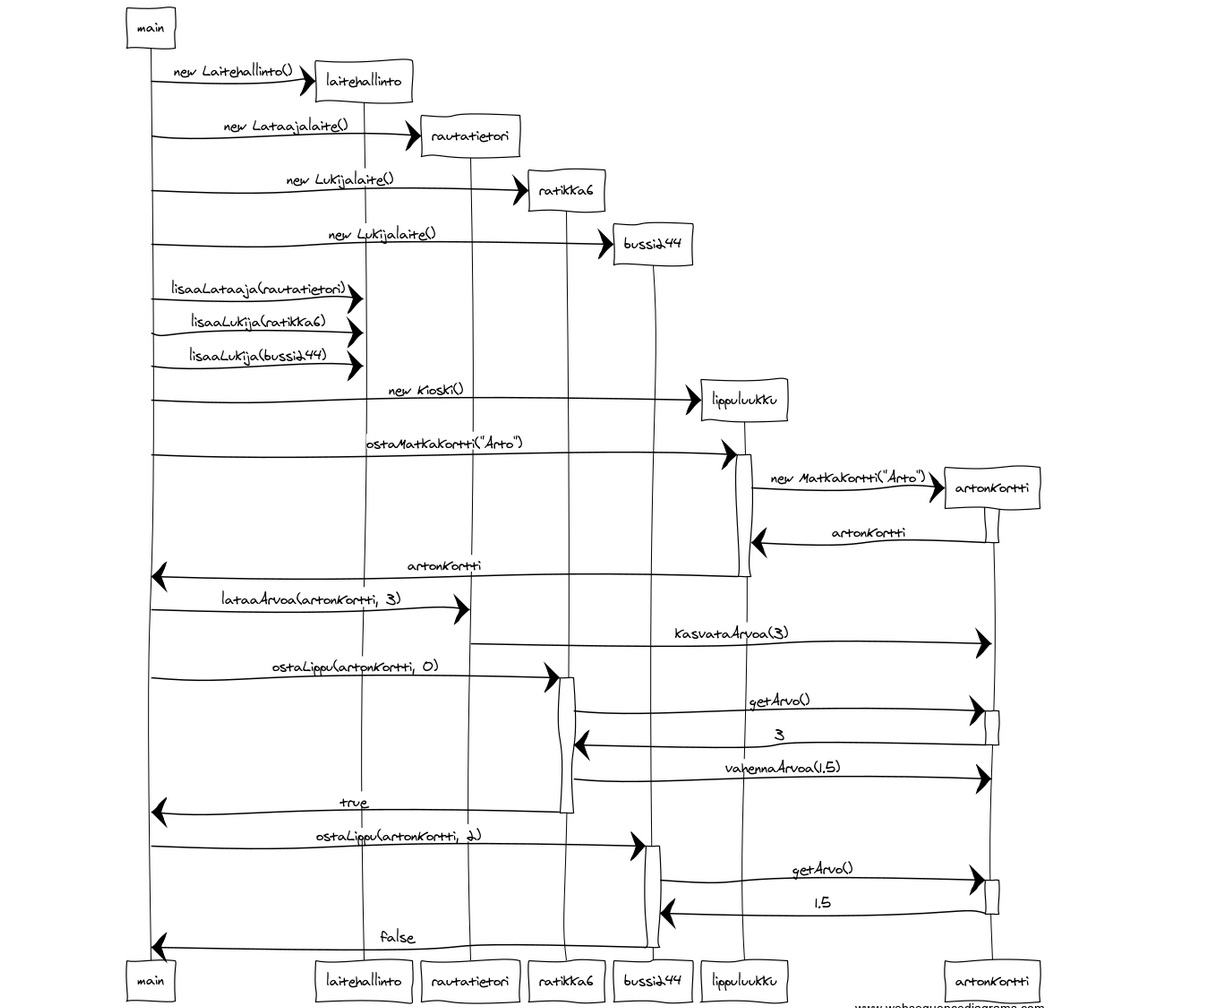 main
new Laitehallinto()
laitehallinto
new Lataajalaite()
rautatietori
new Lukijalaite()
ratikka6
new Lukijalaite()
bussi244
lisaaLataaja(rautatietori)
lisaaLukija(ratikka6)
lisaaLukija(bussi244)
new Kioski()
lippuluukku
ostaMatkakortti("Arto")
new Matkakortti("Arto")
artonKortti
artonKortti
artonKortti
lataaArvoa(artonKortti, 3)
kasvataArvoa(3)
ostaLippu(artonKortti, 0)
getArvo()
3
vahennaArvoa(1.5)
true
ostaLippu(artonKortti, 2)
getArvo()
1.5
false
main laitehallinto rautatietori ratikka6 bussi244 lippuluukku artonKortti
www.websequencediagrams.com